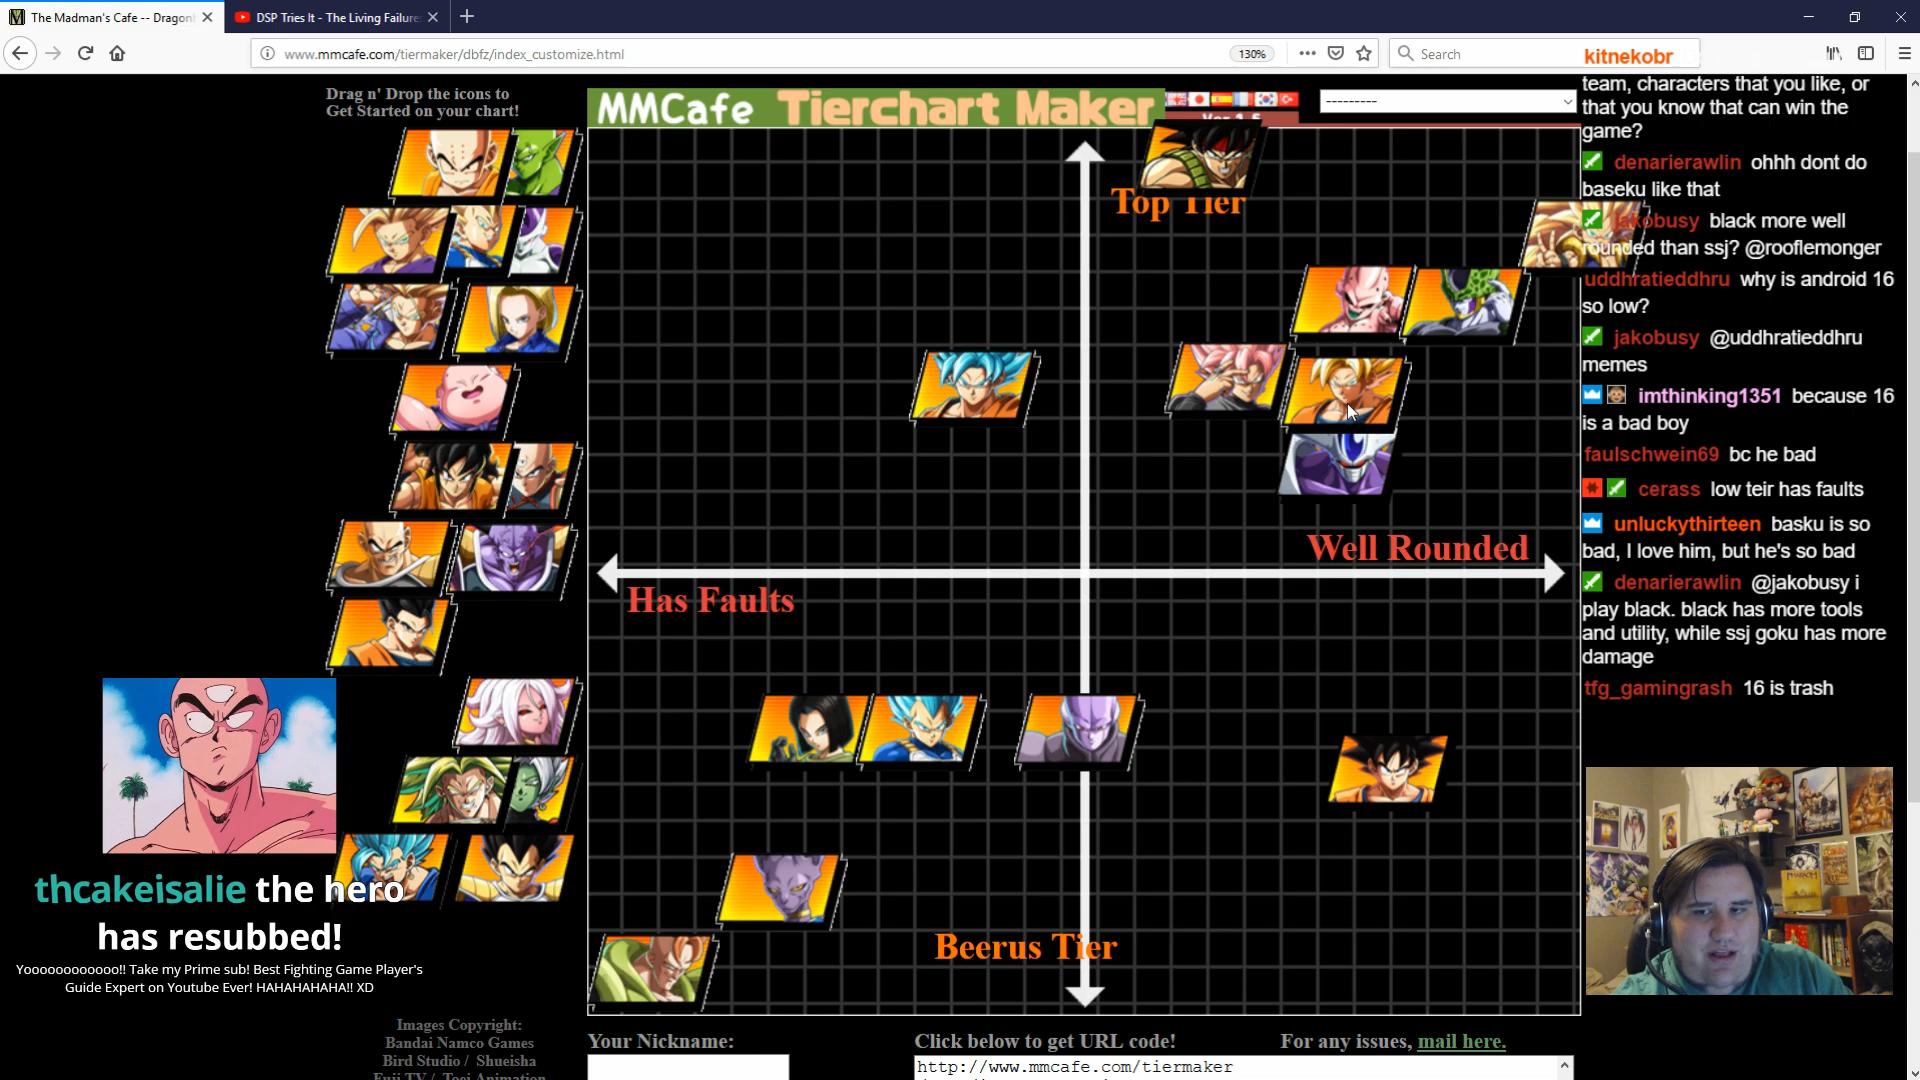 The Madman's Cafe -- Dragon
DSP Tries It - The Living Failure
www.mmcafe.com/tiermaker/dbfz/index_customize.html
130%
Search
kitnekobr
Drag n' Drop the icons to
Get Started on your chart!
MMCafe Tierchart Maker
---------
Top Tier
Well Rounded
Has Faults
Beerus Tier
team, characters that you like, or
that you know that can win the
game?
denarierawlin ohhh dont do
baseku like that
jakobusy black more well
rounded than ssj? @rooflemonger
uddhratieddhru why is android 16
so low?
jakobusy @uddhratieddhru
memes
imthinking1351 because 16
is a bad boy
faulschwein69 bc he bad
cerass low teir has faults
unluckythirteen basku is so
bad, I love him, but he's so bad
denarierawlin @jakobusy i
play black. black has more tools
and utility, while ssj goku has more
damage
tfg_gamingrash 16 is trash
thcakeisalie the hero
has resubbed!
Yooooooooooooo!! Take my Prime sub! Best Fighting Game Player's
Guide Expert on Youtube Ever! HAHAHAHAHA!! XD
Images Copyright:
Bandai Namco Games
Bird Studio / Shueisha
Fuji TV / Toei Animation
Your Nickname:
Click below to get URL code!
For any issues, mail here.
http://www.mmcafe.com/tiermaker